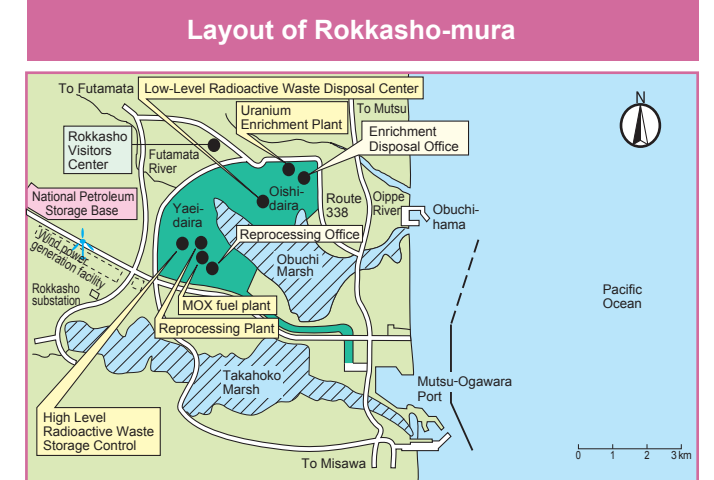 Layout of Rokkasho-mura
To Futamata
Low-Level Radioactive Waste Disposal Center
N
Uranium
Enrichment Plant
To Mutsu
Enrichment
Disposal Office
Rokkasho
Visitors
Center
Futamata
River
National Petroleum
Storage Base
Oishi-
daira
Route
338
Oippe
River
Obuchi-
hama
Yaei-
daira
Reprocessing Office
Wind power
generation facility
Obuchi
Marsh
Rokkasho
substation
Pacific
Ocean
MOX fuel plant
Reprocessing Plant
Takahoko
Marsh
Mutsu-Ogawara
Port
High Level
Radioactive Waste
Storage Control
To Misawa
0 1 2 3 km